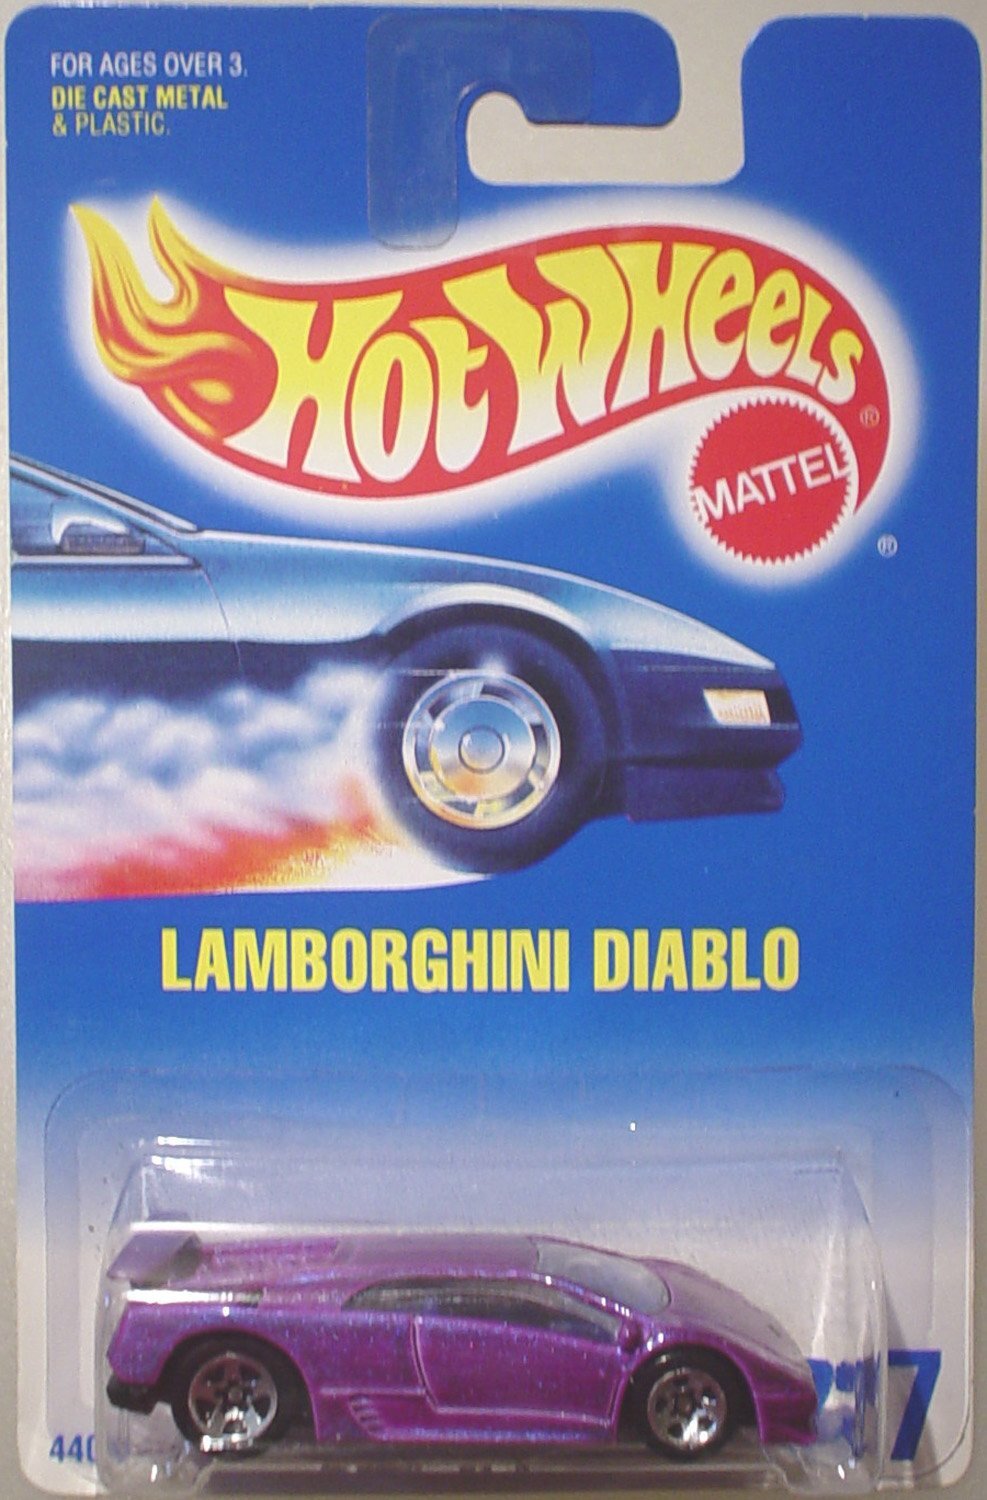 FOR AGES OVER 3.
DIE CAST METAL
& PLASTIC.
HOT WHEELS ®
MATTEL
®
LAMBORGHINI DIABLO